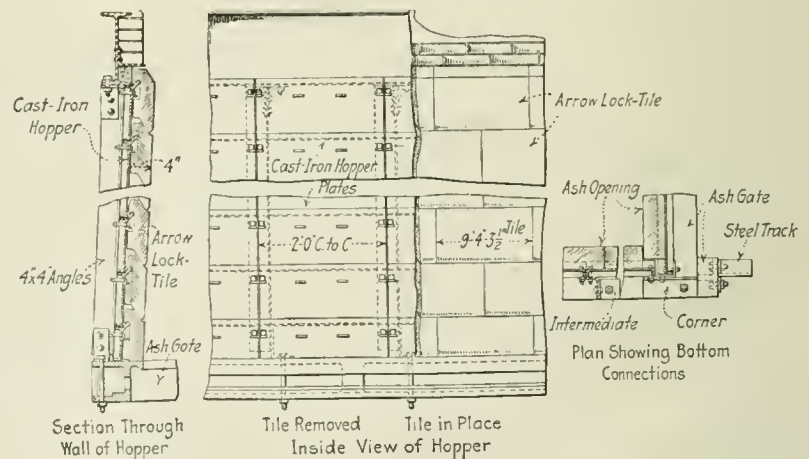 Cast-Iron
Hopper
4"
Arrow
Lock-
Tile
4"x4" Angles
Ash Gate
Section Through
Wall of Hopper
Cast-Iron Hopper
Plates
2'-0" C. to C.
9-4-3½" Tile
Arrow Lock-Tile
Tile Removed
Tile in Place
Inside View of Hopper
Ash Opening
Ash Gate
Steel Track
Intermediate
Corner
Plan Showing Bottom
Connections